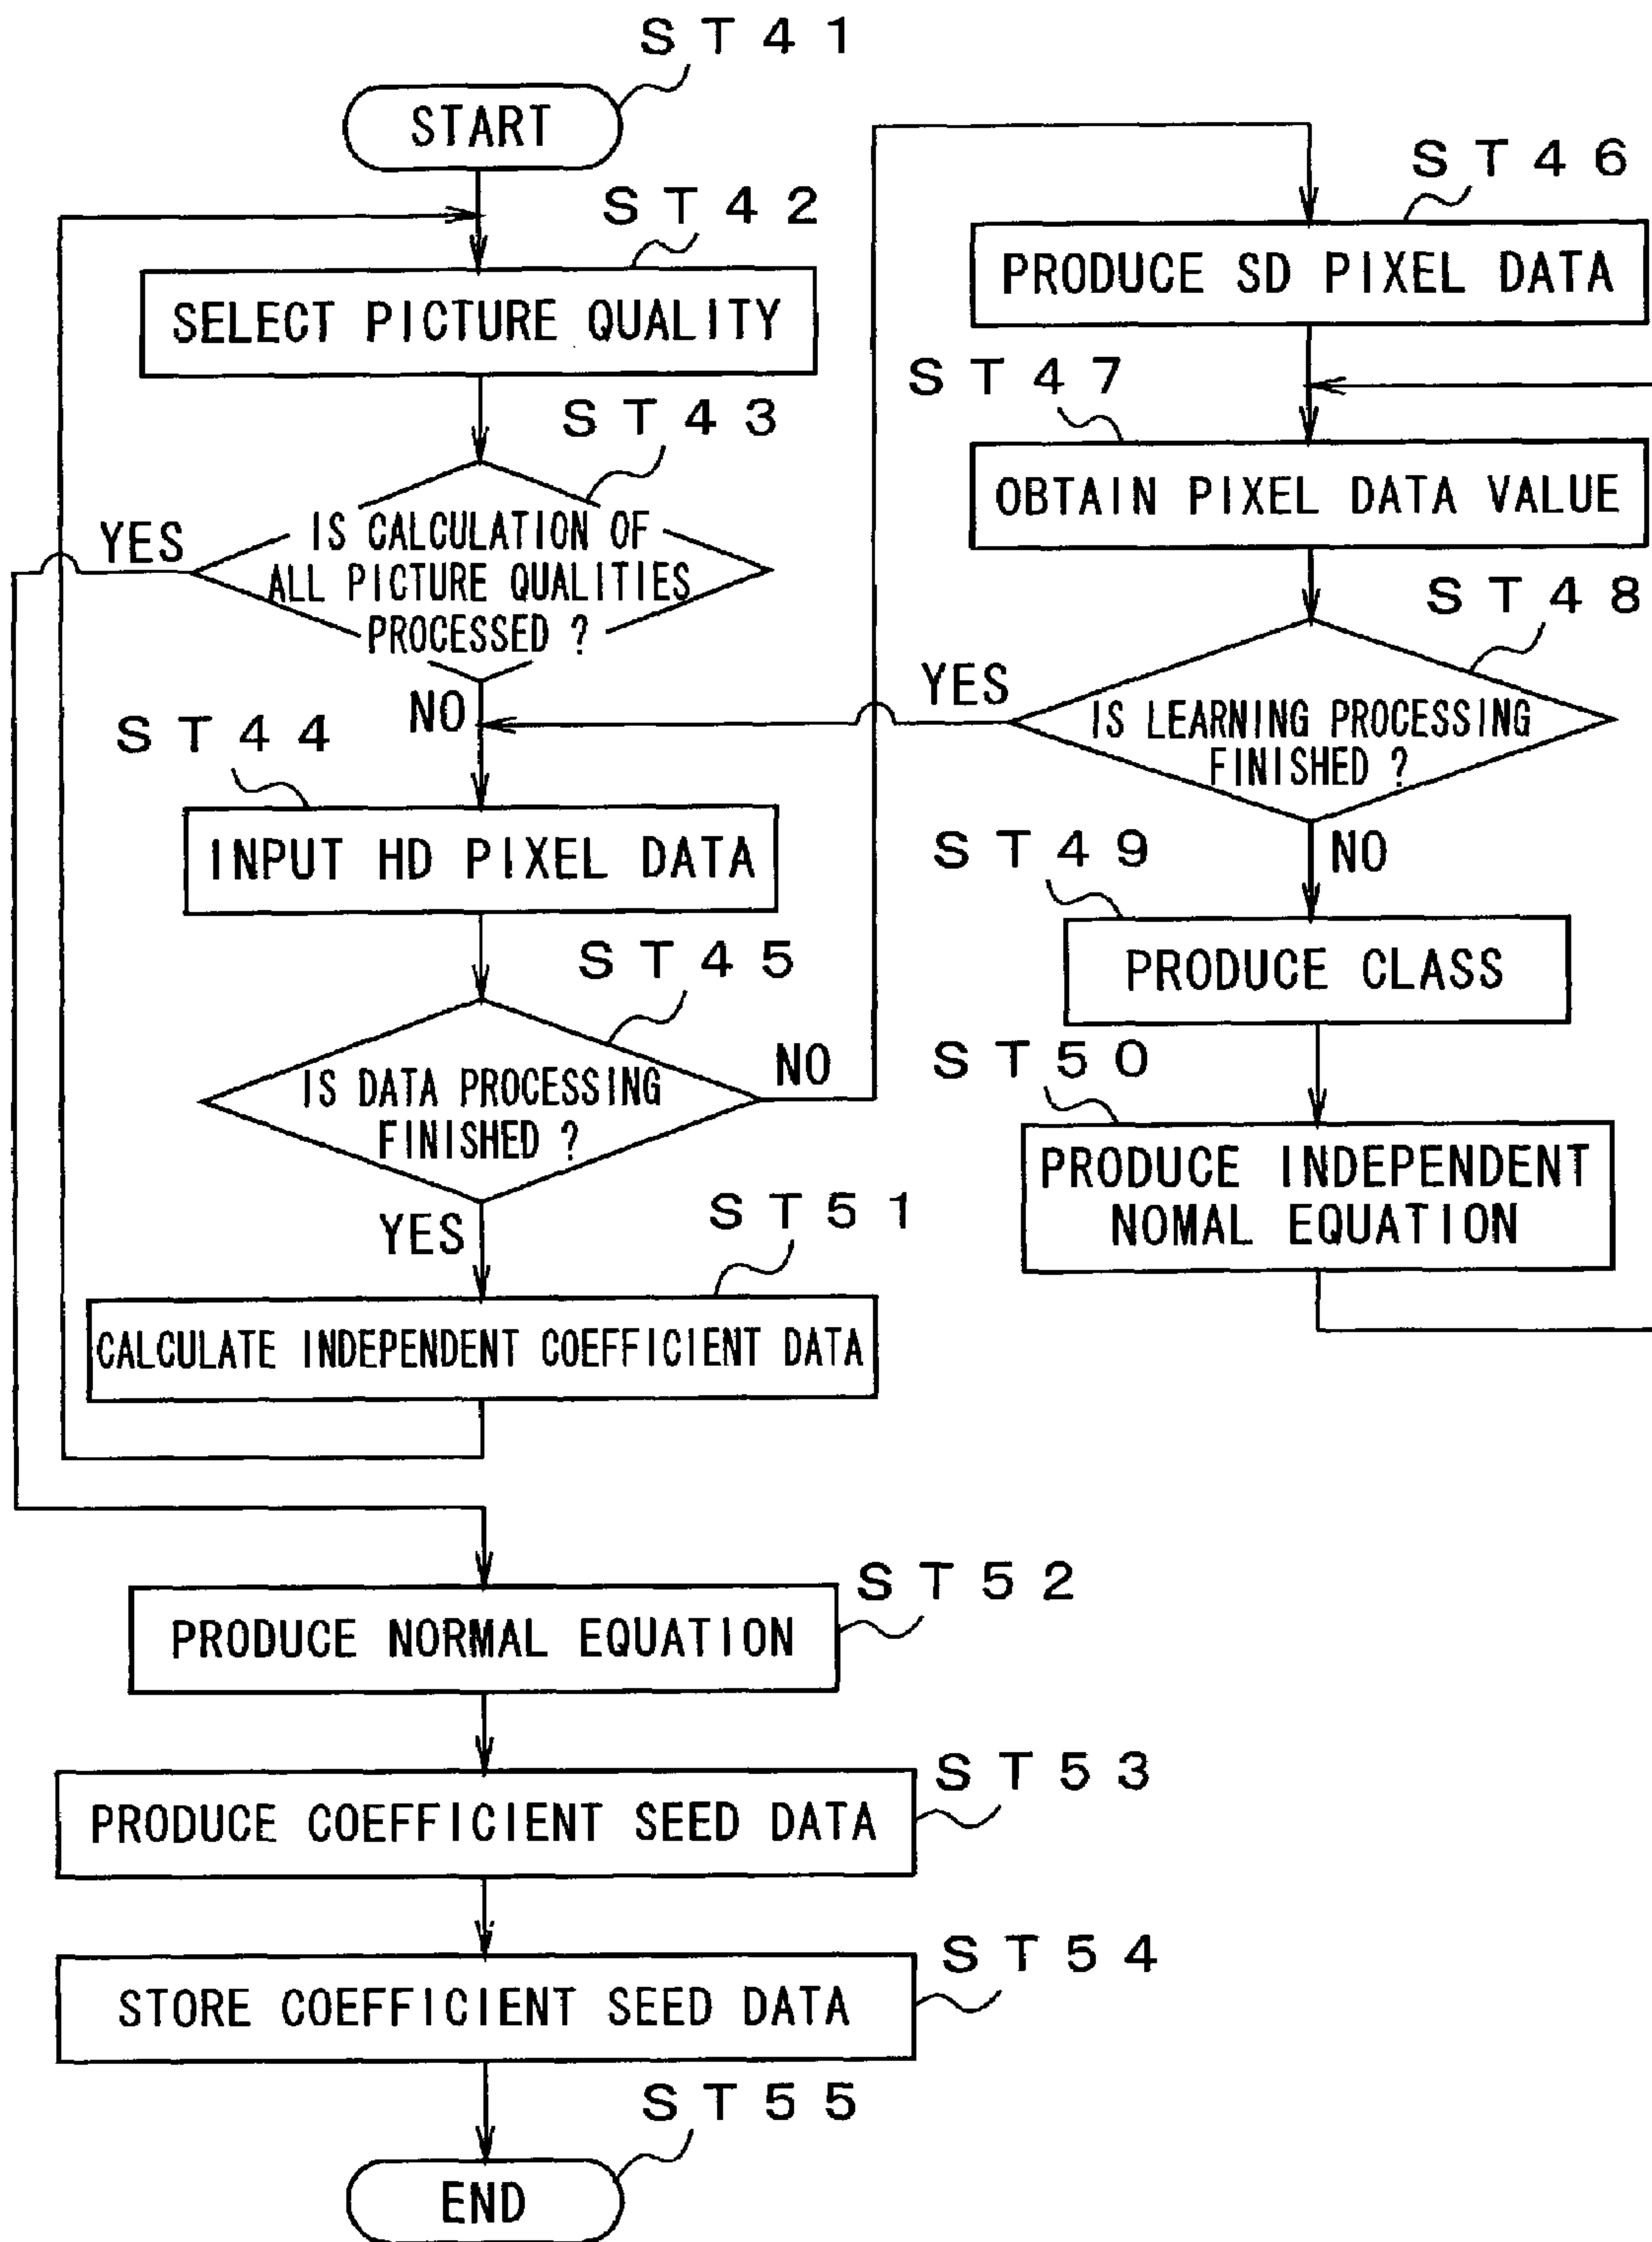 ST41
START
ST42
SELECT PICTURE QUALITY
ST43
YES
IS CALCULATION OF
ALL PICTURE QUALITIES
PROCESSED ?
NO
ST44
INPUT HD PIXEL DATA
ST45
IS DATA PROCESSING
FINISHED ?
NO
YES
ST51
CALCULATE INDEPENDENT COEFFICIENT DATA
ST46
PRODUCE SD PIXEL DATA
ST47
OBTAIN PIXEL DATA VALUE
ST48
YES
IS LEARNING PROCESSING
FINISHED ?
NO
ST49
PRODUCE CLASS
ST50
PRODUCE INDEPENDENT
NOMAL EQUATION
ST52
PRODUCE NORMAL EQUATION
ST53
PRODUCE COEFFICIENT SEED DATA
ST54
STORE COEFFICIENT SEED DATA
ST55
END